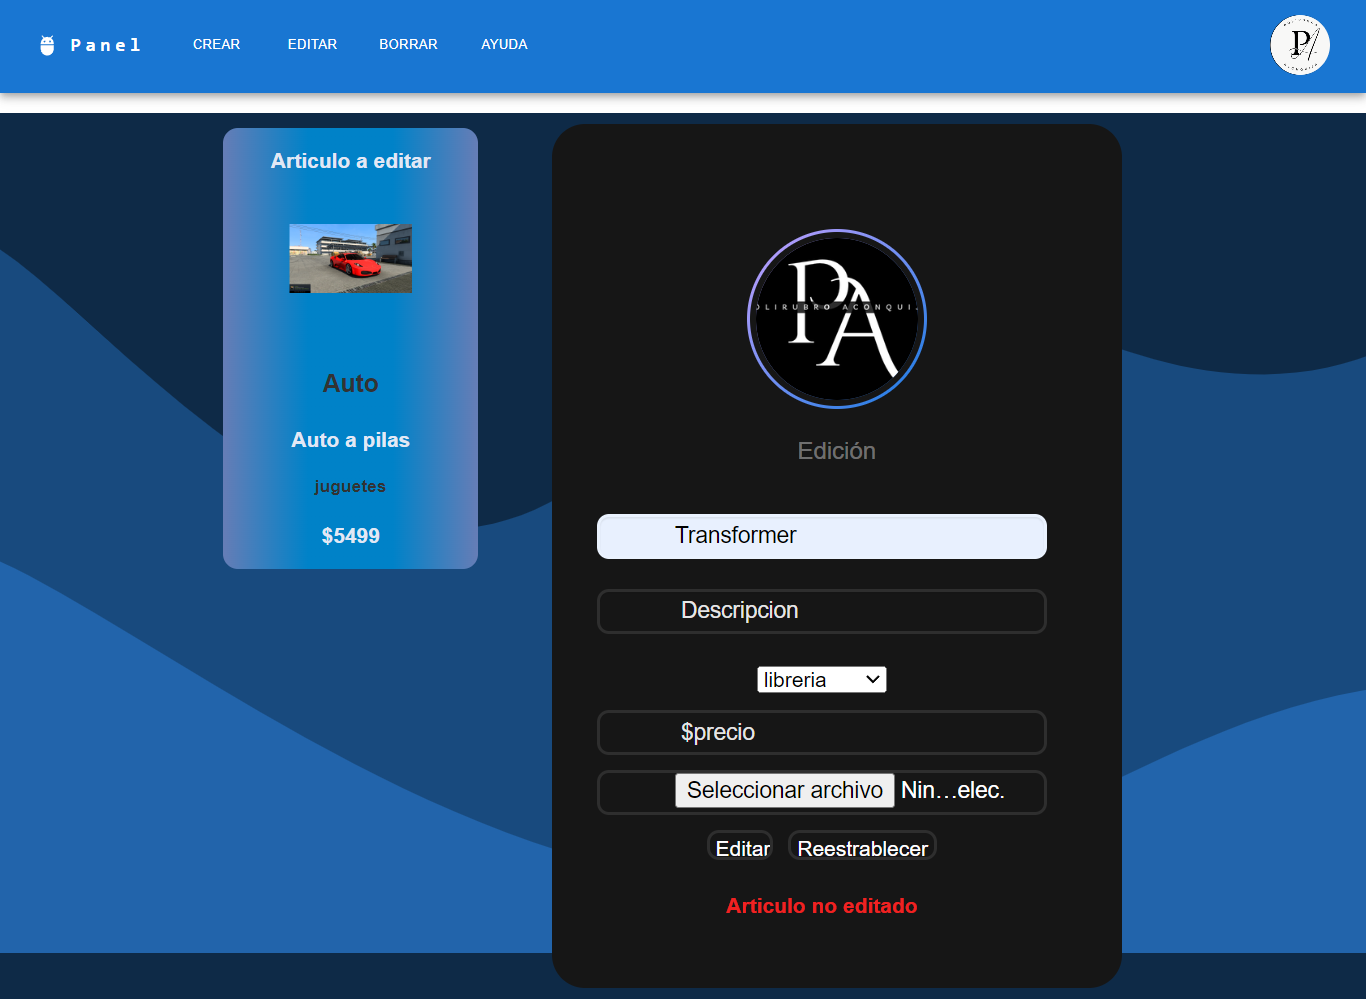 Panel
CREAR
EDITAR
BORRAR
AYUDA
P/
Articulo a editar
Auto
Auto a pilas
juguetes
$5499
PA
OLIRUBRO ACONQUI
Edición
Transformer
Descripcion
libreria
$precio
Seleccionar archivo Nin…elec.
Editar
Reestrablecer
Articulo no editado